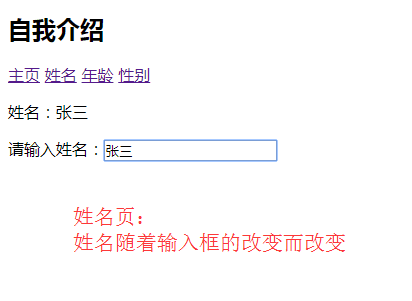 自我介绍
主页 姓名 年龄 性别
姓名：张三
请输入姓名：张三
姓名页：
姓名随着输入框的改变而改变